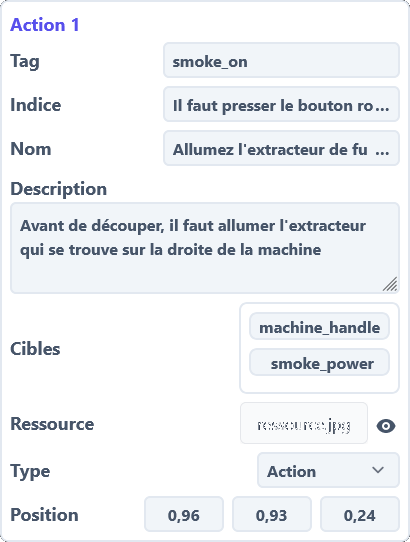 Action 1
Tag smoke_on
Indice Il faut presser le bouton ro...
Nom Allumez l'extracteur de fu ...
Description
Avant de découper, il faut allumer l'extracteur
qui se trouve sur la droite de la machine
Cibles
machine_handle
smoke_power
Ressource ressource.jpg
Type Action
Position 0,96 0,93 0,24